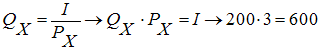 Q_X = I / P_X → Q_X · P_X = I → 200 · 3 = 600